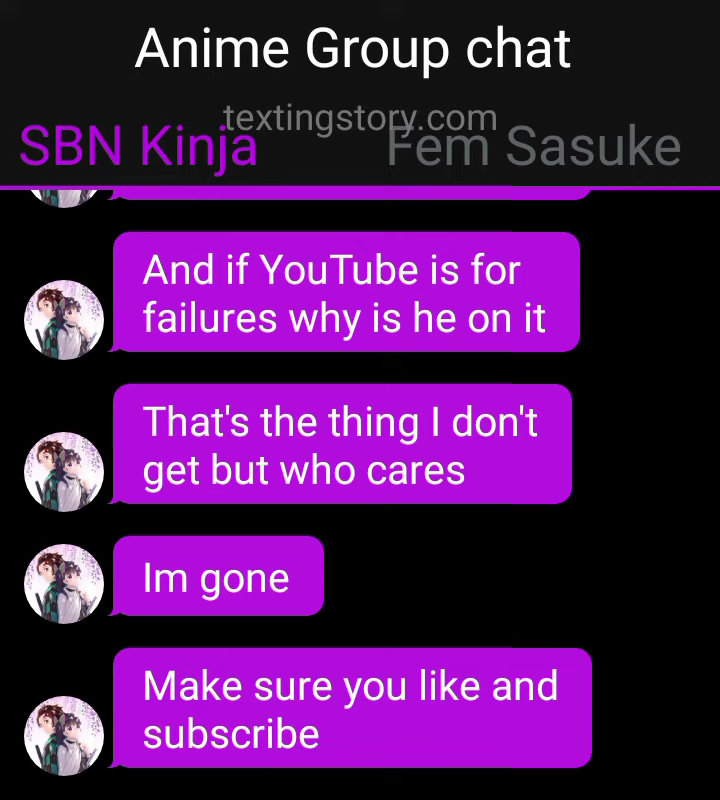 Anime Group chat
textingstory.com
SBN Kinja Fem Sasuke
And if YouTube is for
failures why is he on it
That's the thing I don't
get but who cares
Im gone
Make sure you like and
subscribe